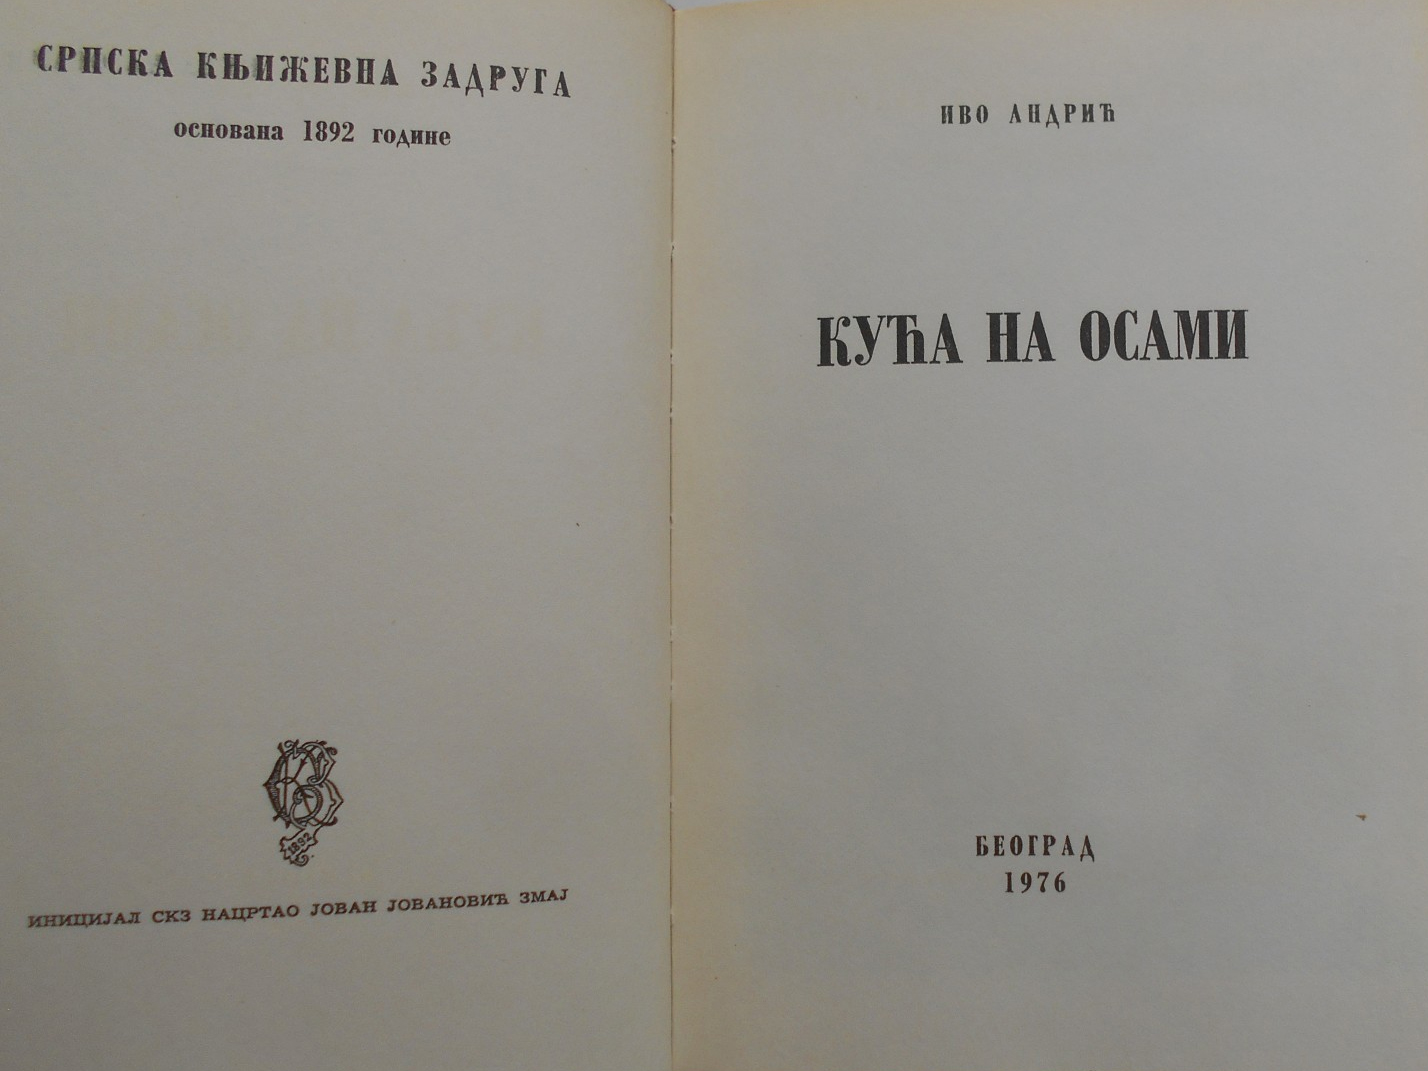 СРПСКА КЊИЖЕВНА ЗАДРУГА
основана 1892 године
1892
ИНИЦИЈАЛ СКЗ НАЦРТАО ЈОВАН ЈОВАНОВИЋ ЗМАЈ
ИВО АНДРИЋ
КУЋА НА ОСАМИ
БЕОГРАД
1976